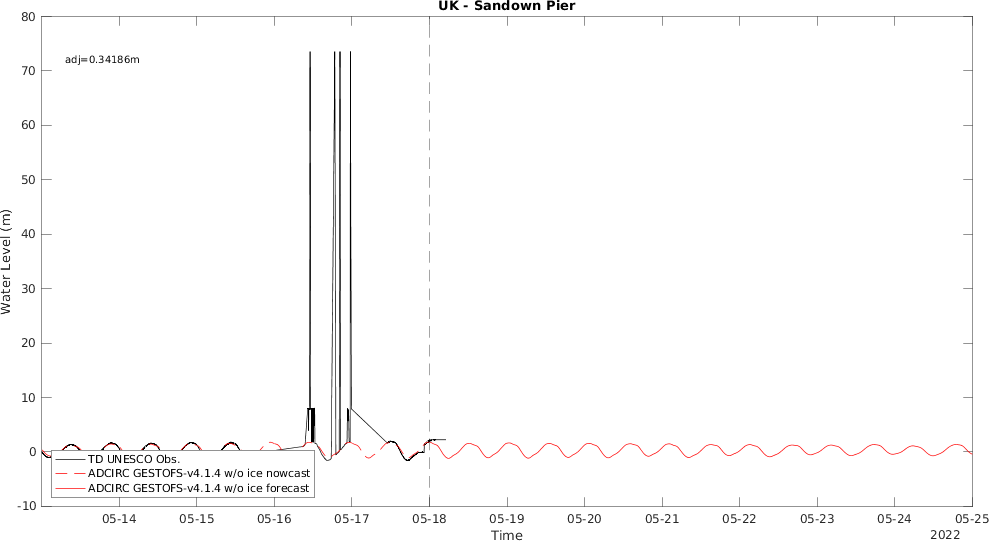 UK - Sandown Pier
adj=0.34186m
Water Level (m)
80
70
60
50
40
30
20
10
0
-10
TD UNESCO Obs.
ADCIRC GESTOFS-v4.1.4 w/o ice nowcast
ADCIRC GESTOFS-v4.1.4 w/o ice forecast
05-14 05-15 05-16 05-17 05-18 05-19 05-20 05-21 05-22 05-23 05-24 05-25
Time
2022